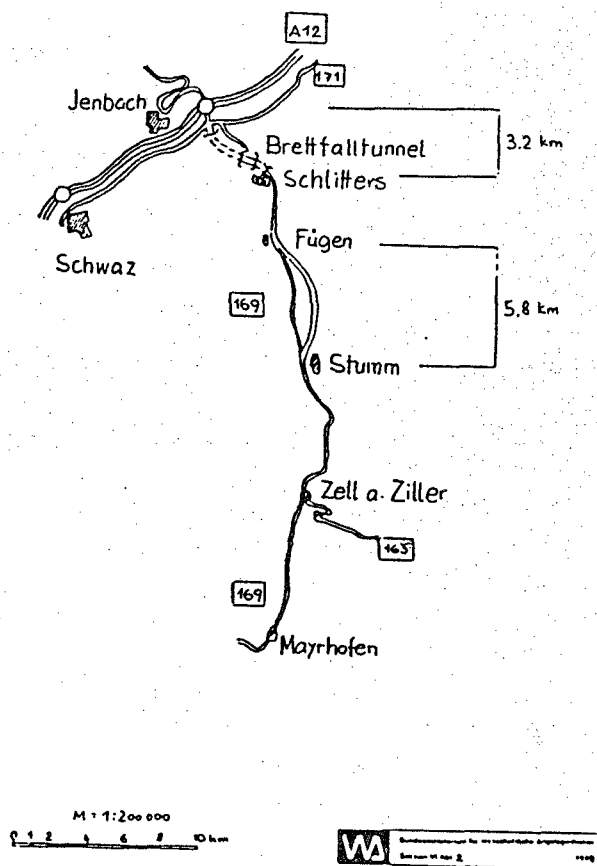 A12
171
Jenbach
3.2 km
Brettfalltunnel
Schlitters
Schwaz
Fügen
169
5.8 km
Stumm
Zell a. Ziller
165
169
Mayrhofen
M = 1:200 000
0 1 2 4 6 8 10 km